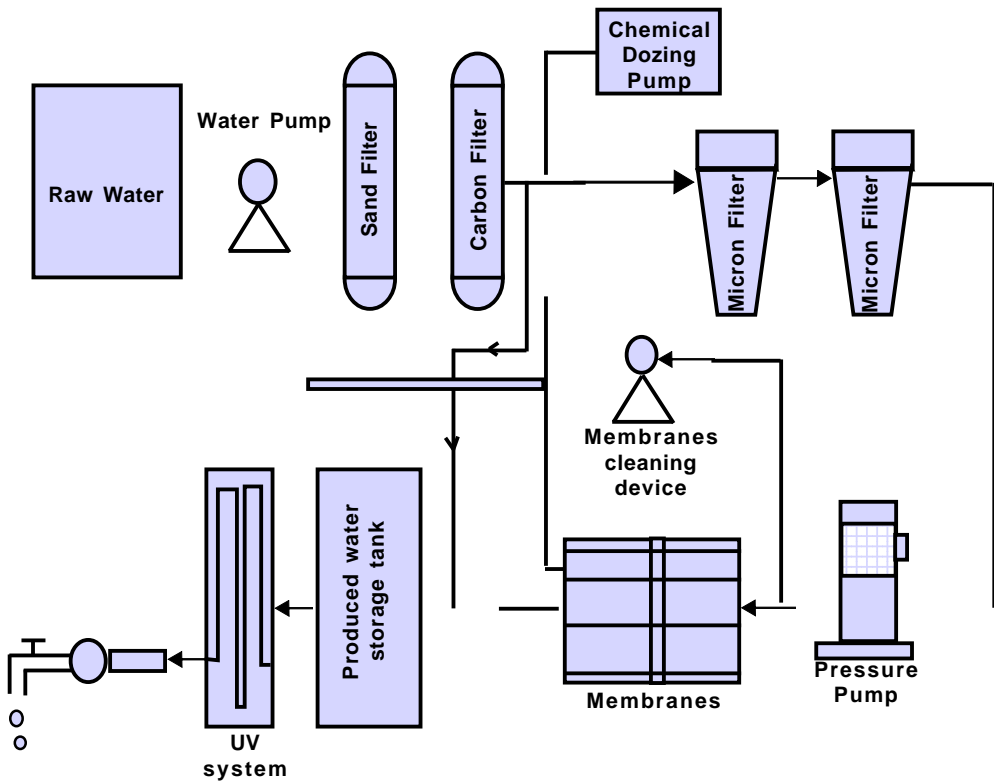 Chemical
Dozing
Pump
Water Pump
Raw Water
Sand Filter
Carbon Filter
Micron Filter
Micron Filter
Membranes
cleaning
device
Produced water
storage tank
Membranes
Pressure
Pump
UV
system